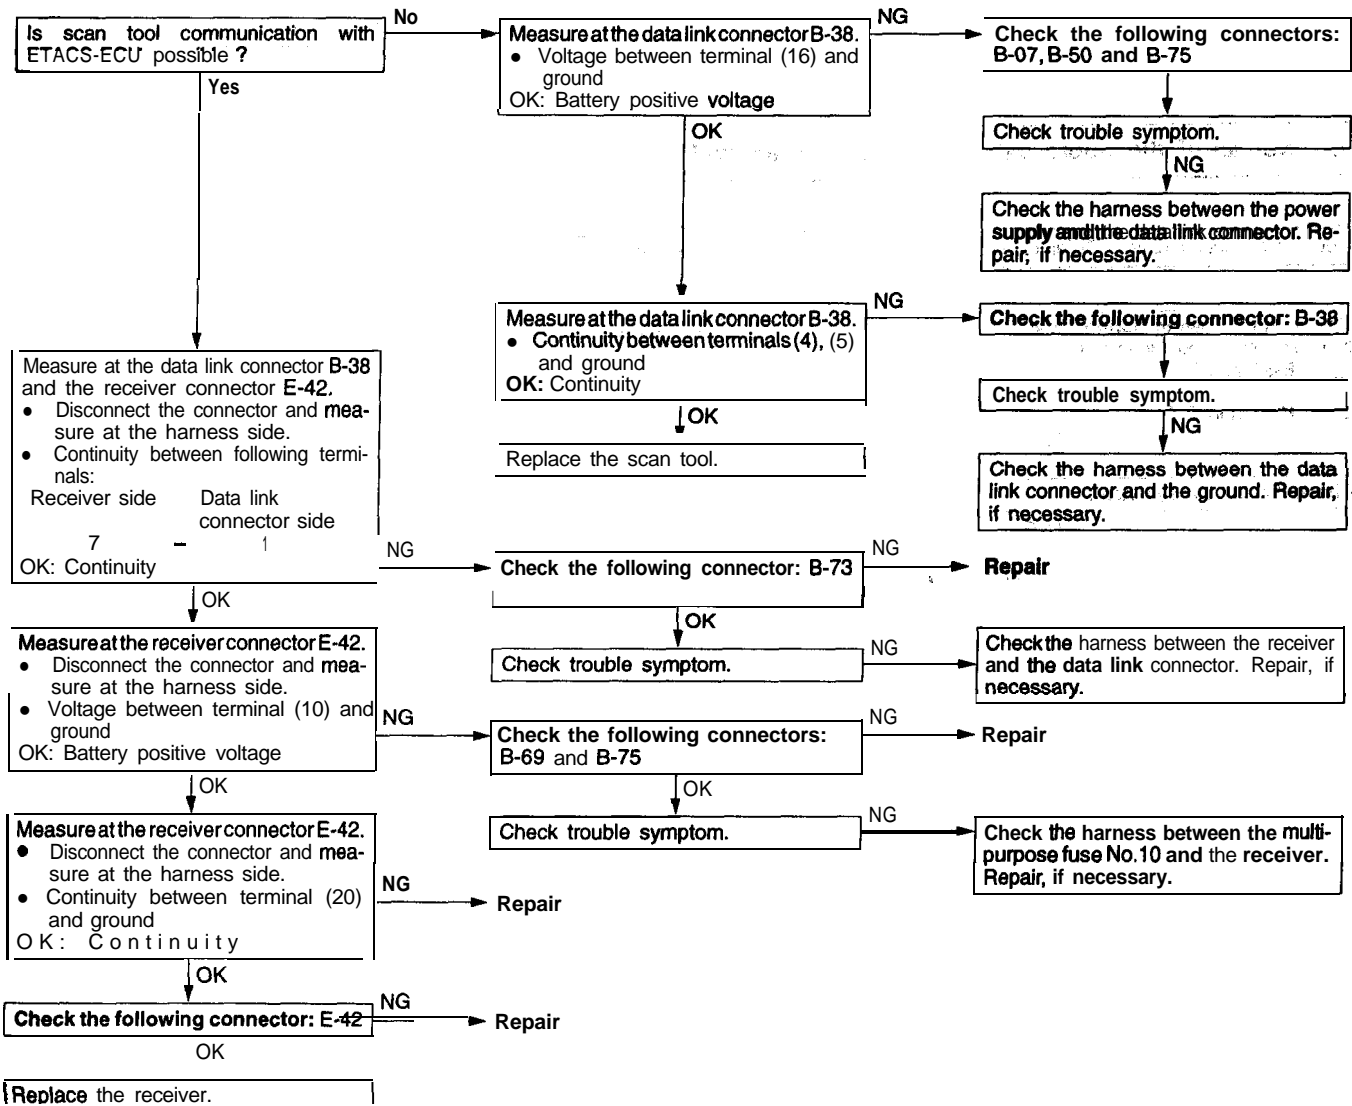 Is scan tool communication with
ETACS-ECU possible ?
No
Yes
Measure at the data link connector B-38.
● Voltage between terminal (16) and
ground
OK: Battery positive voltage
NG
OK
Check the following connectors:
B-07, B-50 and B-75
Check trouble symptom.
NG
Check the harness between the power
supply and the data link connector. Re-
pair, if necessary.
Measure at the data link connector B-38.
● Continuity between terminals (4), (5)
and ground
OK: Continuity
NG
OK
Check the following connector: B-38
Check trouble symptom.
NG
Check the harness between the data
link connector and the ground. Repair,
if necessary.
Replace the scan tool.
Measure at the data link connector B-38
and the receiver connector E-42.
● Disconnect the connector and mea-
sure at the harness side.
● Continuity between following termi-
nals:
Receiver side Data link
connector side
7 – 1
OK: Continuity
NG
OK
Check the following connector: B-73
NG
Repair
OK
Check trouble symptom.
NG
Check the harness between the receiver
and the data link connector. Repair, if
necessary.
Measure at the receiver connector E-42.
● Disconnect the connector and mea-
sure at the harness side.
● Voltage between terminal (10) and
ground
OK: Battery positive voltage
NG
OK
Check the following connectors:
B-69 and B-75
NG
Repair
OK
Check trouble symptom.
NG
Check the harness between the multi-
purpose fuse No.10 and the receiver.
Repair, if necessary.
Measure at the receiver connector E-42.
● Disconnect the connector and mea-
sure at the harness side.
● Continuity between terminal (20)
and ground
OK: Continuity
NG
Repair
OK
Check the following connector: E-42
NG
Repair
OK
Replace the receiver.